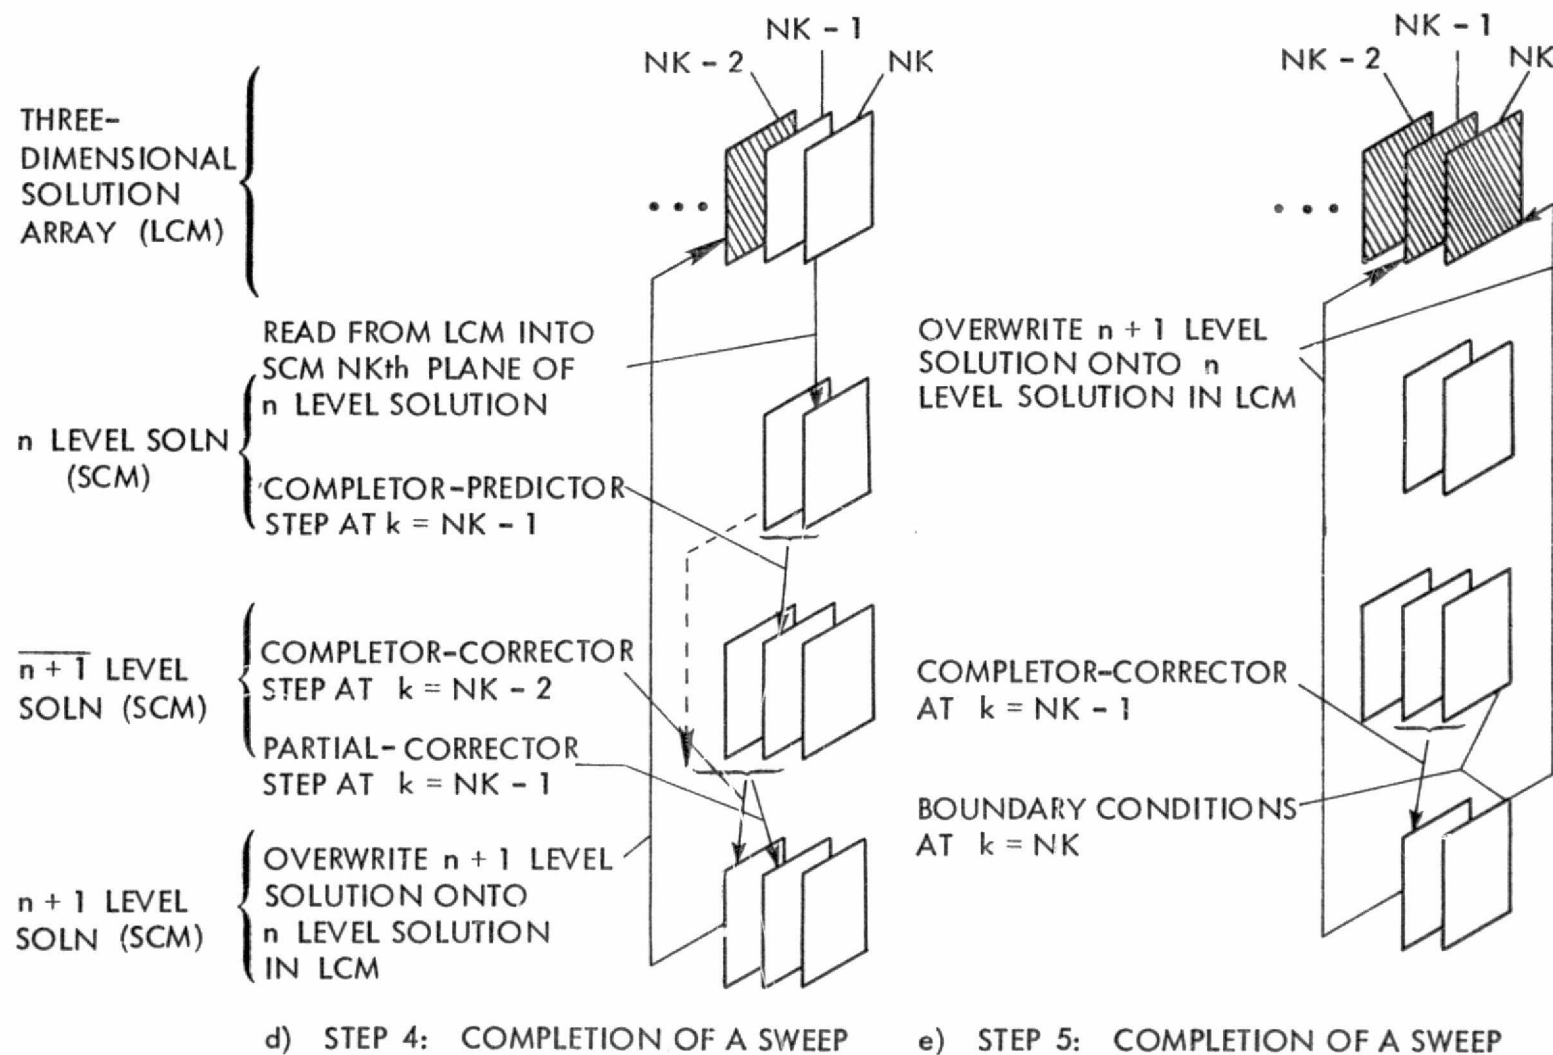 NK - 2
NK - 1
NK
NK - 2
NK - 1
NK
THREE-
DIMENSIONAL
SOLUTION
ARRAY (LCM)
READ FROM LCM INTO
SCM NKth PLANE OF
n LEVEL SOLUTION
n LEVEL SOLN
(SCM)
COMPLETOR-PREDICTOR
STEP AT k = NK - 1
n + 1 LEVEL
SOLN (SCM)
COMPLETOR-CORRECTOR
STEP AT k = NK - 2
PARTIAL-CORRECTOR
STEP AT k = NK - 1
n + 1 LEVEL
SOLN (SCM)
OVERWRITE n + 1 LEVEL
SOLUTION ONTO
n LEVEL SOLUTION
IN LCM
OVERWRITE n + 1 LEVEL
SOLUTION ONTO n
LEVEL SOLUTION IN LCM
COMPLETOR-CORRECTOR
AT k = NK - 1
BOUNDARY CONDITIONS
AT k = NK
d) STEP 4: COMPLETION OF A SWEEP
e) STEP 5: COMPLETION OF A SWEEP